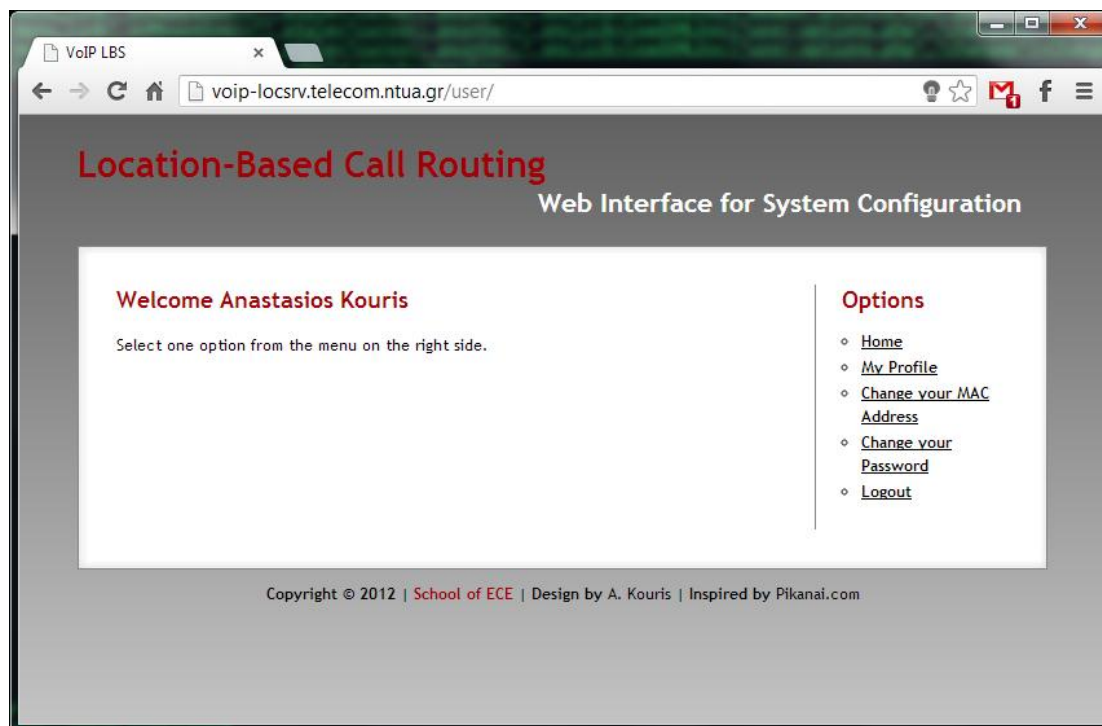 VoIP LBS
voip-locsrv.telecom.ntua.gr/user/
1
f
Location-Based Call Routing
Web Interface for System Configuration
Welcome Anastasios Kouris
Select one option from the menu on the right side.
Options
Home
My Profile
Change your MAC
Address
Change your
Password
Logout
Copyright © 2012 | School of ECE | Design by A. Kouris | Inspired by Pikanai.com